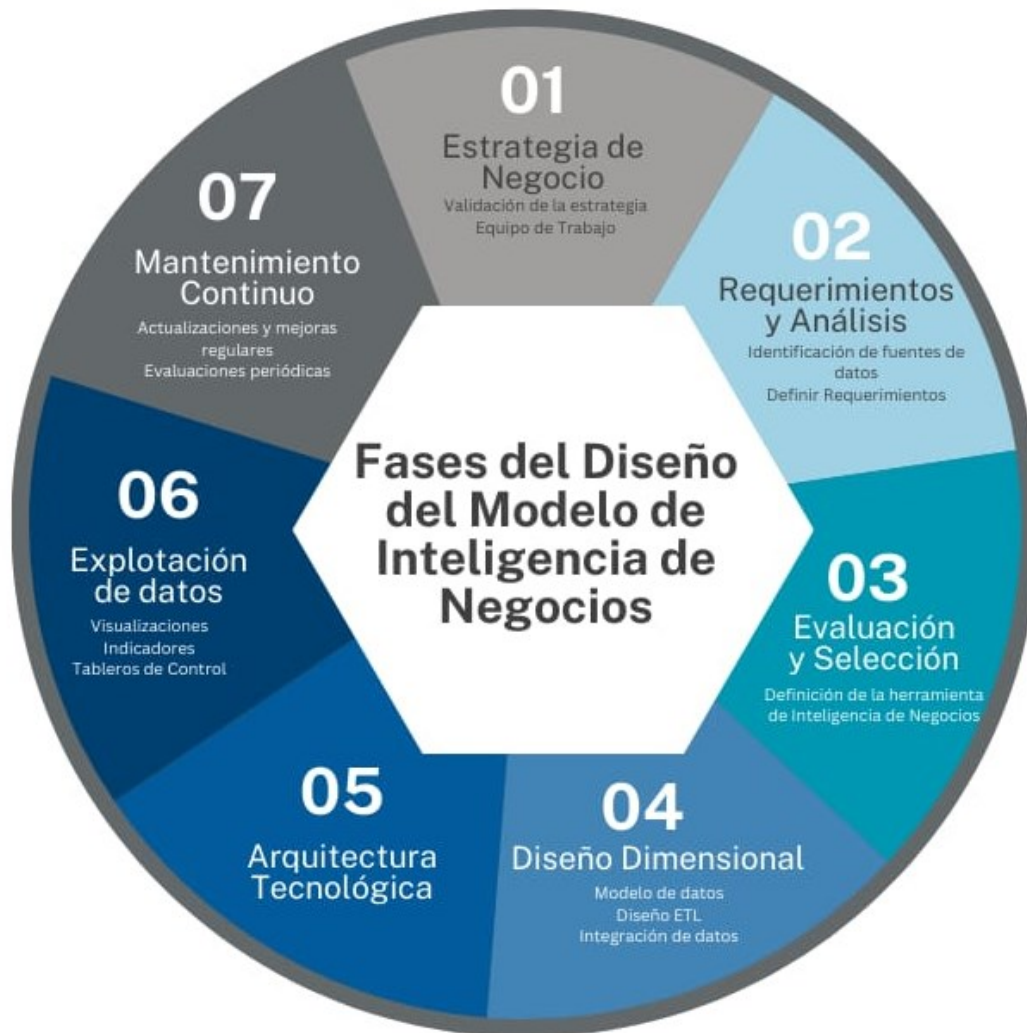 01
Estrategia de
Negocio
Validación de la estrategia
Equipo de Trabajo
02
Requerimientos
y Análisis
Identificación de fuentes de
datos
Definir Requerimientos
03
Evaluación
y Selección
Definición de la herramienta
de Inteligencia de Negocios
04
Diseño Dimensional
Modelo de datos
Diseño ETL
Integración de datos
05
Arquitectura
Tecnológica
06
Explotación
de datos
Visualizaciones
Indicadores
Tableros de Control
07
Mantenimiento
Continuo
Actualizaciones y mejoras
regulares
Evaluaciones periódicas
Fases del Diseño
del Modelo de
Inteligencia de
Negocios